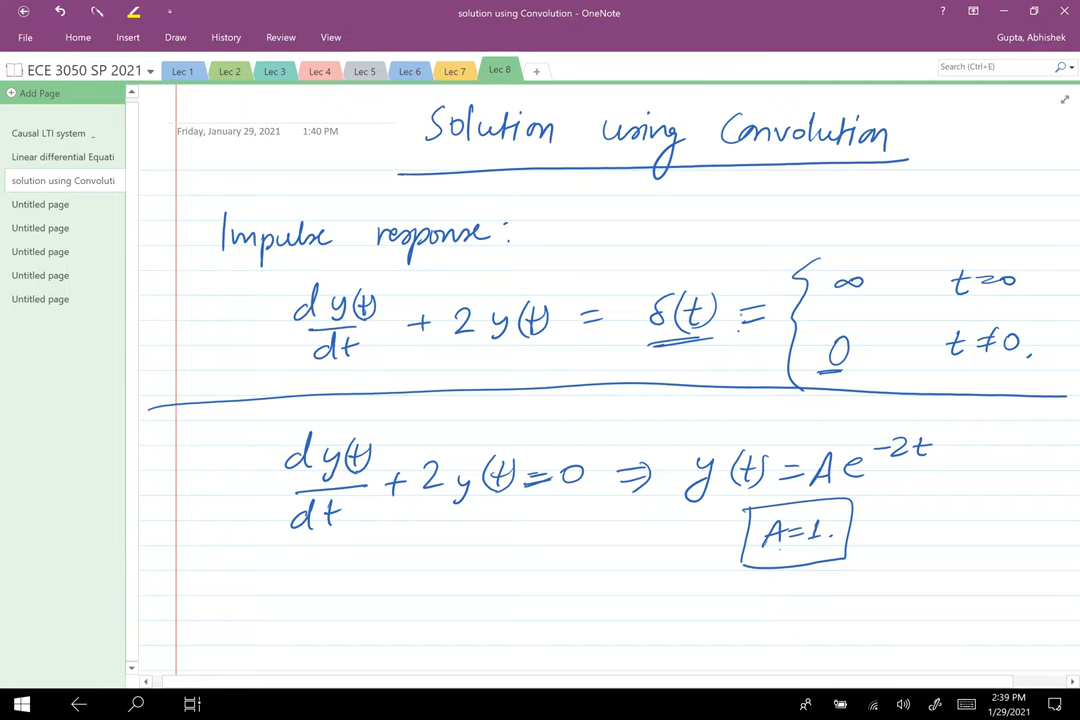 solution using Convolution - OneNote
?
Gupta, Abhishek
File Home Insert Draw History Review View
ECE 3050 SP 2021 Lec 1 Lec 2 Lec 3 Lec 4 Lec 5 Lec 6 Lec 7 Lec 8 +
Search (Ctrl+E)
Add Page
Causal LTI system _
Linear differential Equati
solution using Convoluti
Untitled page
Untitled page
Untitled page
Untitled page
Untitled page
Friday, January 29, 2021 1:40 PM
Solution using Convolution
Impulse response:
dy(t)/dt + 2y(t) = δ(t) = { ∞ t=0
0 t≠0.
dy(t)/dt + 2y(t) = 0 ⇒ y(t) = Ae^{-2t}
A=1.
2:39 PM
1/29/2021